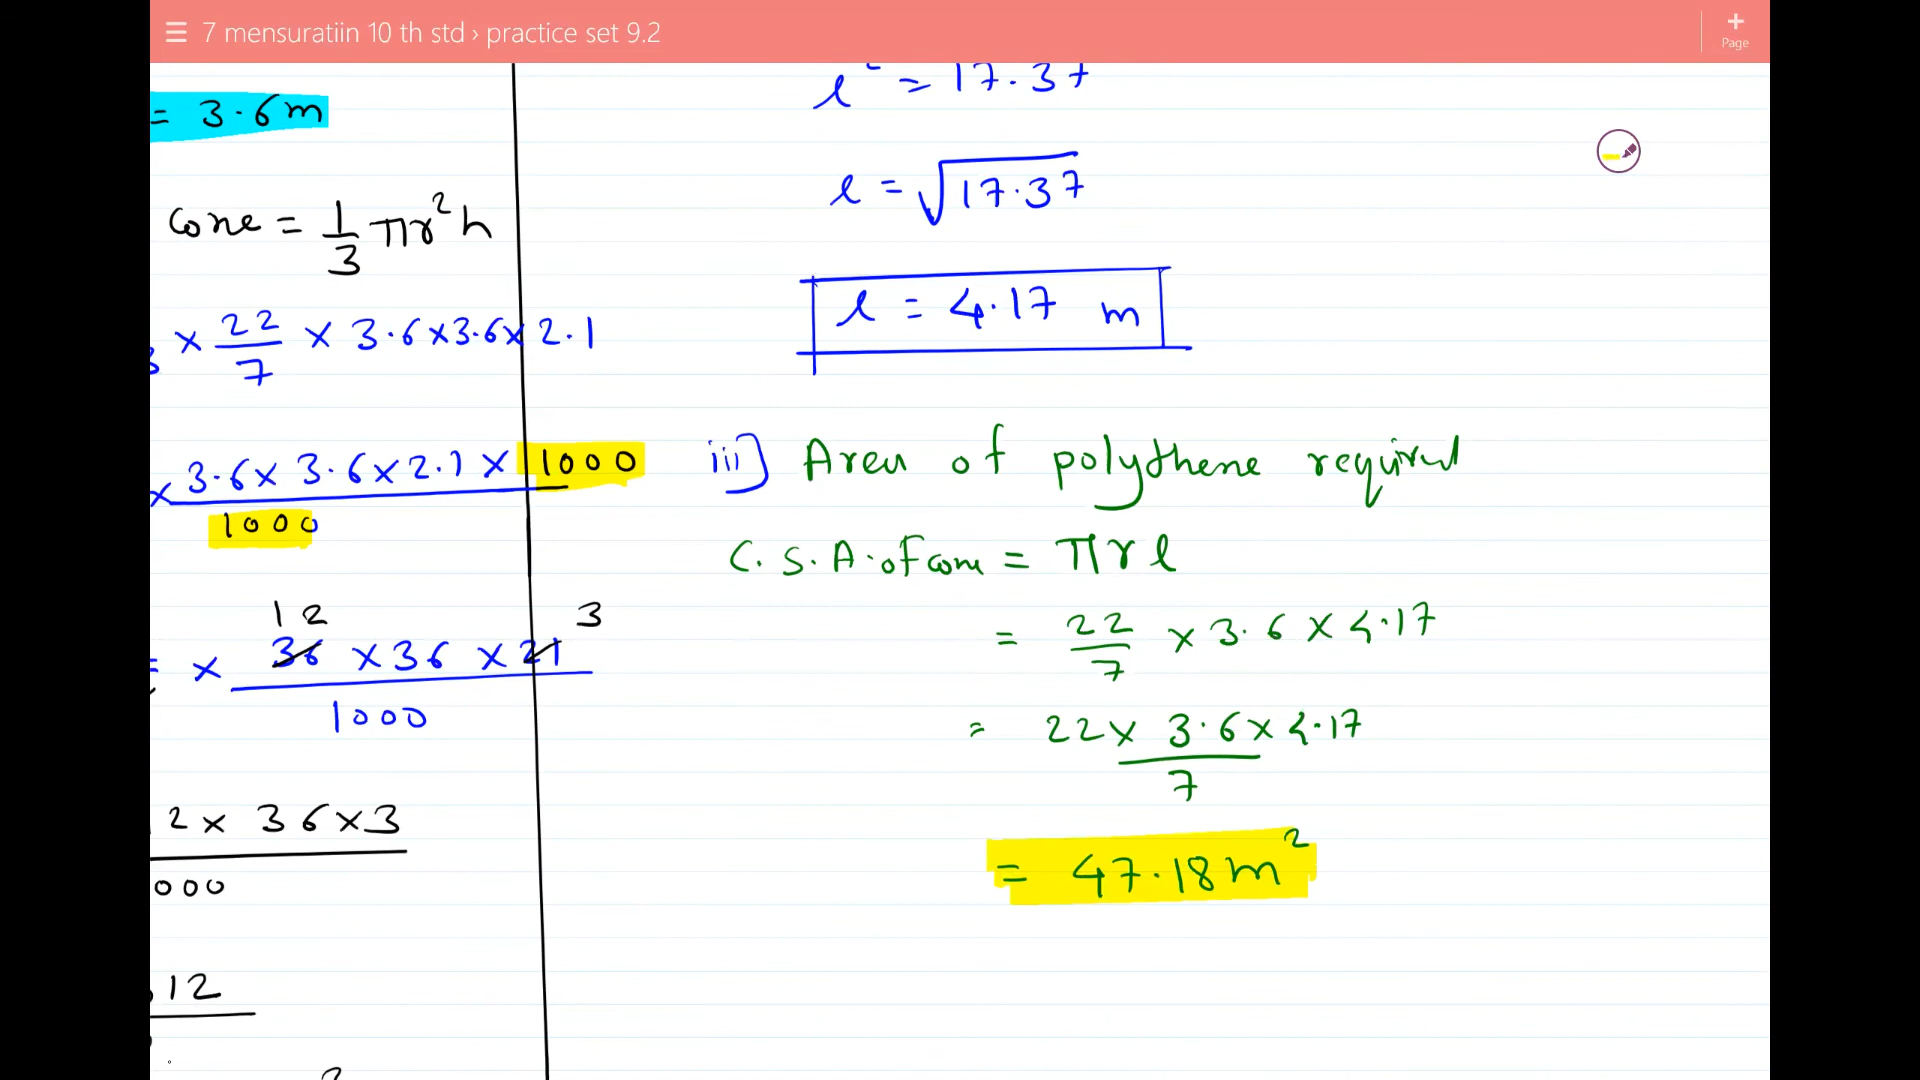 7 mensuratiin 10 th std › practice set 9.2
+ Page
= 3.6m
cone = 1/3 πr²h
× 22/7 × 3.6×3.6×2.1
× 3.6× 3.6×2.1 × 1000
1000
12 3
× 36 × 36 × 21
1000
2× 36×3
000
12
l² = 17.37
l = √17.37
l = 4.17 m
iii] Area of polythene required
C.S.A. of cone = πrl
= 22/7 × 3.6 × 4.17
= 22× 3.6× 4.17
7
= 47.18m²